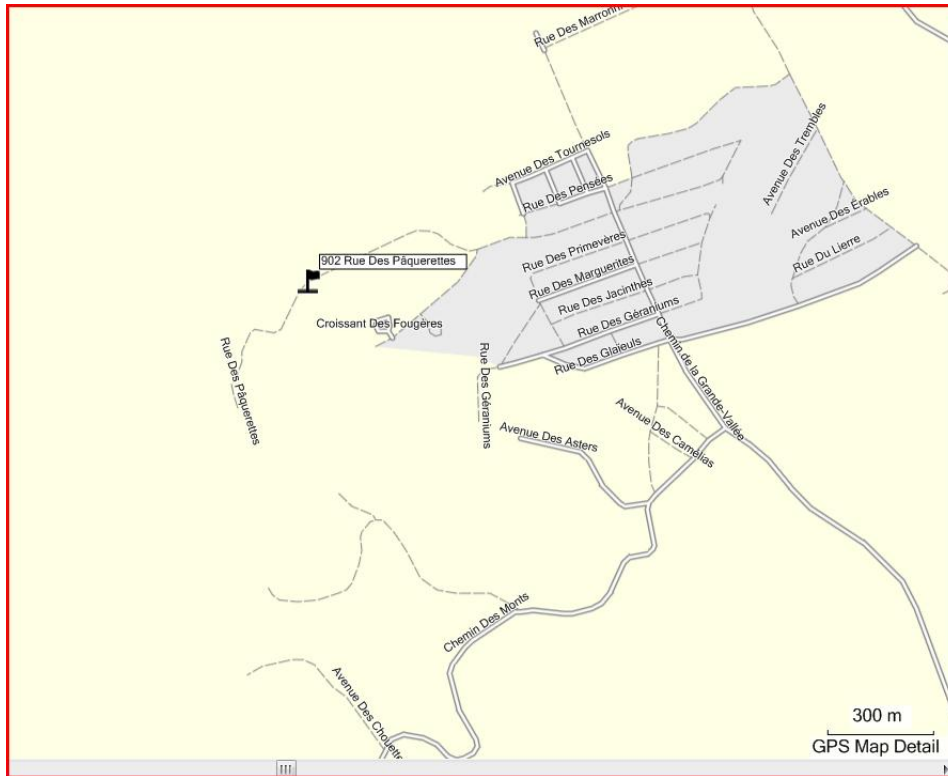 Rue Des Marronn
Avenue Des Tournesols
Avenue Des Trembles
Rue Des Pensées
Avenue Des Érables
Rue Des Primevères
Rue Du Lierre
902 Rue Des Pâquerettes
Rue Des Marguerites
Rue Des Jacinthes
Croissant Des Fougères
Rue Des Géraniums
Rue Des Glaïeuls
Chemin de la Grande-Vallée
Rue Des Pâquerettes
Rue Des Géraniums
Avenue Des Asters
Avenue Des Camélias
Chemin Des Monts
Avenue Des Chouette
300 m
GPS Map Detail